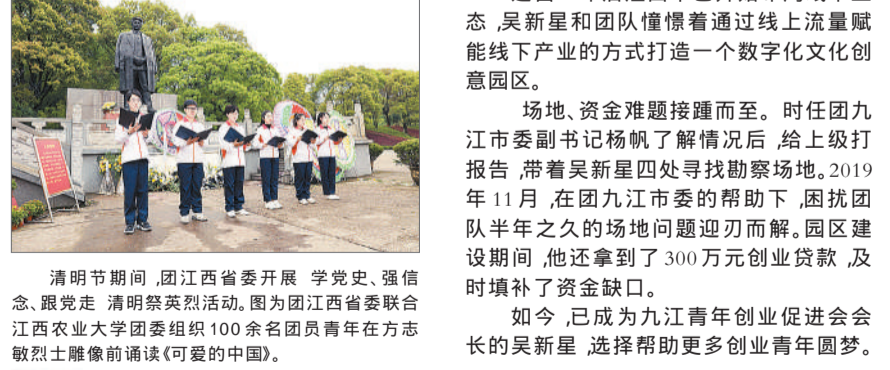 清明节期间,团江西省委开展 学党史、强信
念、跟党走 清明祭英烈活动。图为团江西省委联合
江西农业大学团委组织100余名团员青年在方志
敏烈士雕像前诵读《可爱的中国》。
态,吴新星和团队憧憬着通过线上流量赋
能线下产业的方式打造一个数字化文化创
意园区。
场地、资金难题接踵而至。时任团九
江市委副书记杨帆了解情况后,给上级打
报告,带着吴新星四处寻找勘察场地。2019
年11月,在团九江市委的帮助下,困扰团
队半年之久的场地问题迎刃而解。园区建
设期间,他还拿到了300万元创业贷款,及
时填补了资金缺口。
如今,已成为九江青年创业促进会会
长的吴新星,选择帮助更多创业青年圆梦。